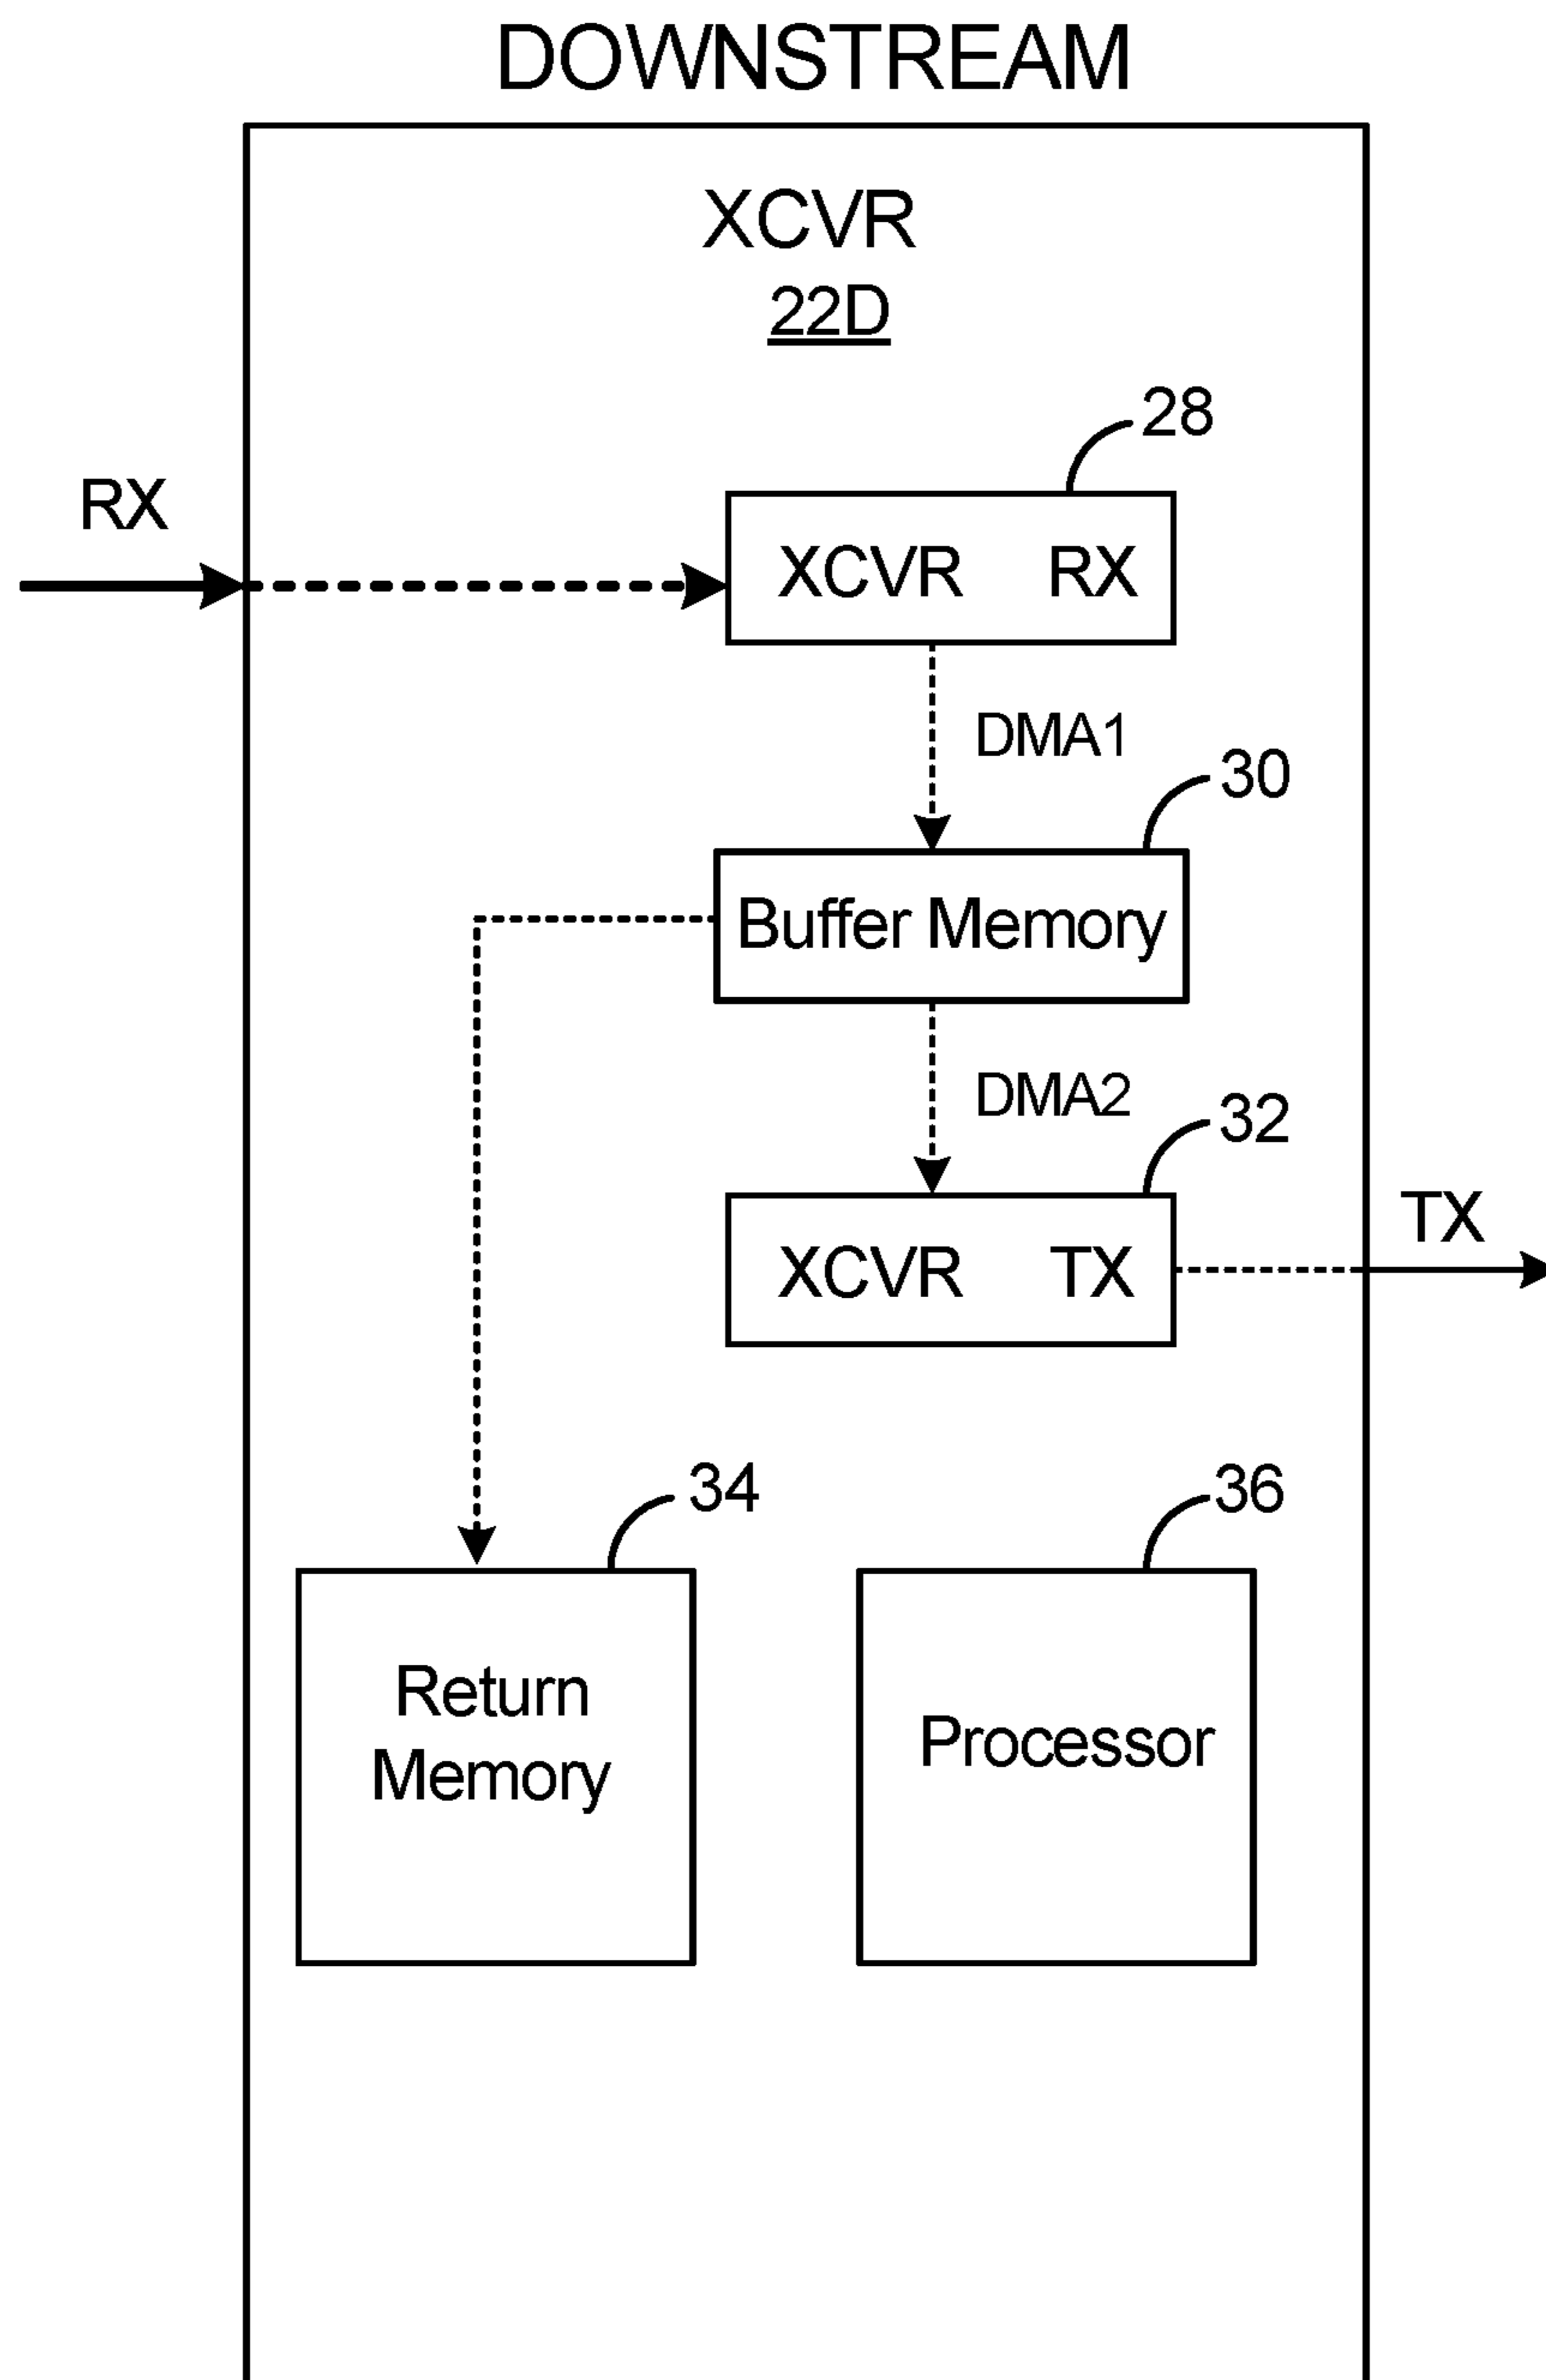 DOWNSTREAM
XCVR
22D
28
RX
XCVR RX
DMA1
30
Buffer Memory
DMA2
32
TX
XCVR TX
34
36
Return
Memory
Processor